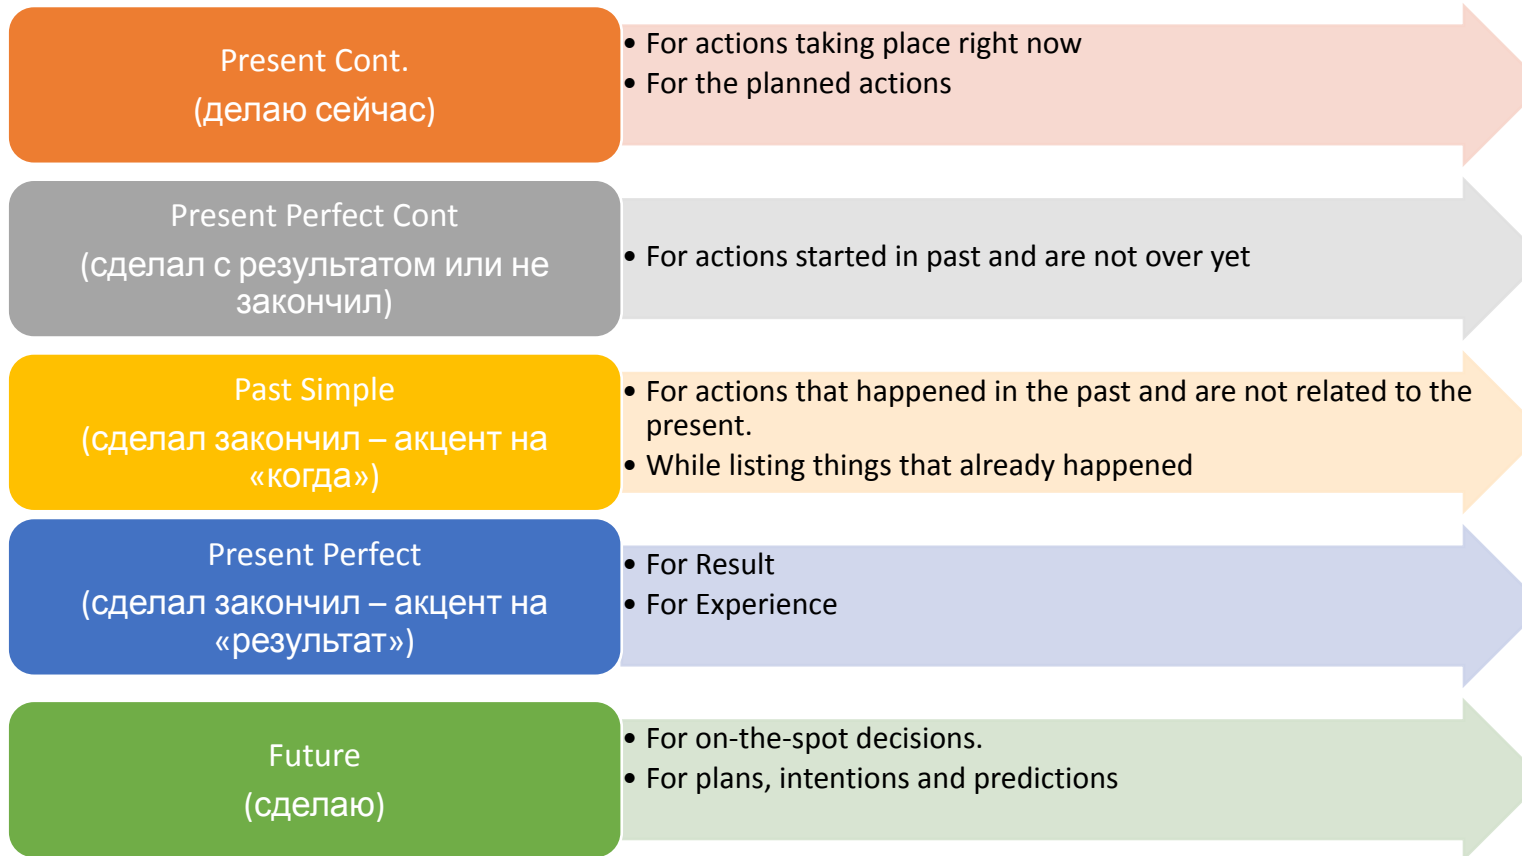 Present Cont.
(делаю сейчас)
• For actions taking place right now
• For the planned actions
Present Perfect Cont
(сделал с результатом или не
закончил)
• For actions started in past and are not over yet
Past Simple
(сделал закончил – акцент на
«когда»)
• For actions that happened in the past and are not related to the
present.
• While listing things that already happened
Present Perfect
(сделал закончил – акцент на
«результат»)
• For Result
• For Experience
Future
(сделаю)
• For on-the-spot decisions.
• For plans, intentions and predictions